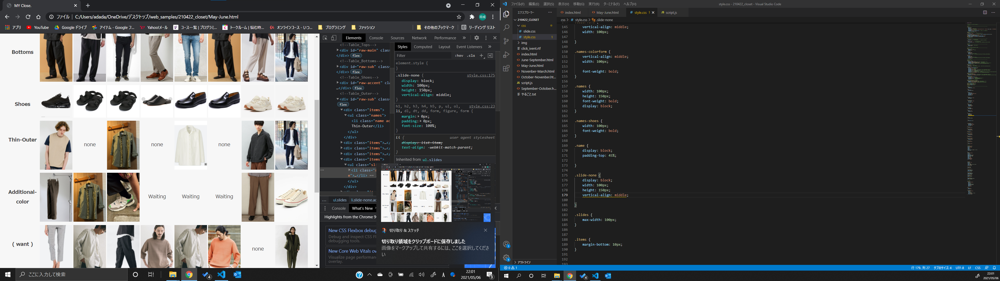 MY Close.
ファイル C:/Users/adada/OneDrive/デスクトップ/web_samples/210422_closet/May-June.html
将成
アプリ YouTube Google ドライブ アイテム - Google フ... Yahoo!メール コース一覧 | プログラミ... トークルーム | 悩む時... オンラインコース - いつ... プログラミング ファッション その他のブックマーク リーディング リスト
Bottoms
Shoes
Thin-Outer
none
none
none
Additional-
color
Waiting
Waiting
Waiting
( want )
none
Elements Console Sources Network Performance
<!--Table_Tops-->
<div id="raw-main" clas
</div> flex
<!--Table_Bottoms-->
<div id="raw-sub" class
</div> flex
<!--Table_Shoes-->
<div id="raw-accent" cla
…</div> flex
<!--Table_Outer-->
<div id="raw-sub" class
flex
<div class="items">
<ul class="names">
<li class="name ac
Thin-Outer</li>
</ul>
</div>
<div class="items">…</
<div class="items">…</
<div class="items">…</
<div class="items">
<ul class="sli
<li class="s
e">…</li> ==
</ul>
</div>
... ul.slides li.slide-none.ac
Styles Computed Layout Event Listeners
Filter :hov .cls
element.style {
}
.slide-none { style.css:175
display: block;
width: 100px;
height: 150px;
vertical-align: middle;
}
h1, h2, h3, h4, h5, p, ul, ol, style.css:23
li, dl, dt, dd, form, figure, form {
margin: 0px;
padding: 0px;
font-size: 100%;
}
li { user agent stylesheet
display: list-item;
text-align: -webkit-match-parent;
}
Inherited from ul.slides
Console What's New
Highlights from the Chrome 9
New CSS Flexbox debug
Debug and inspect CSS Fl
debugging tools.
New Core Web Vitals ov
Visualize page performanc
overlay.
切り取り & スケッチ
切り取り領域をクリップボードに保存しました
画像をマークアップして共有するには、ここを選択してくださ
い
ここに入力して検索
4
A
22:01
2021/05/06
3
ファイル(F) 編集(E) 選択(S) 表示(V) 移動(G) 実行(R) ターミナル(T) ヘルプ(H)
style.css - 210422_closet - Visual Studio Code
エクスプローラー
210422_CLOSET
css
slide.css
style.css 1
img
click_ivent.rtf
index.html
June-September.html
May-June.html
Novenber-March.html
October-Novenber.ht...
script.js
September-October.h...
やること.txt
アウトライン
index.html May-June.html style.css 1 script.js
css > style.css > .slide-none
145 vertical-align: middle;
146 width: 100px;
147
148 }
149
150 .names-colorform {
151 vertical-align: middle;
152 width: 100px;
153
154 font-weight: bold;
155 }
156
157 .names {
158 width: 100px;
159 height: 150px;
160 font-weight: bold;
161 display: block;
162 }
163
164 .names-shoes {
165 width: 100px;
166 font-weight: bold;
167 }
168
169 .name {
170 display: block;
171 padding-top: 45%;
172
173 }
174
175 .slide-none {
176 display: block;
177 width: 100px;
178 height: 150px;
179 vertical-align: middle;
180
181 }
182
183 .slides {
184 max-width: 100px;
185 }
186
187
188 .items {
189 margin-bottom: 10px;
190 }
191
192
193
1
1
0 1
行 179、列 27 タブのサイズ: 4 UTF-8 LF CSS
4
22:01
2021/05/06